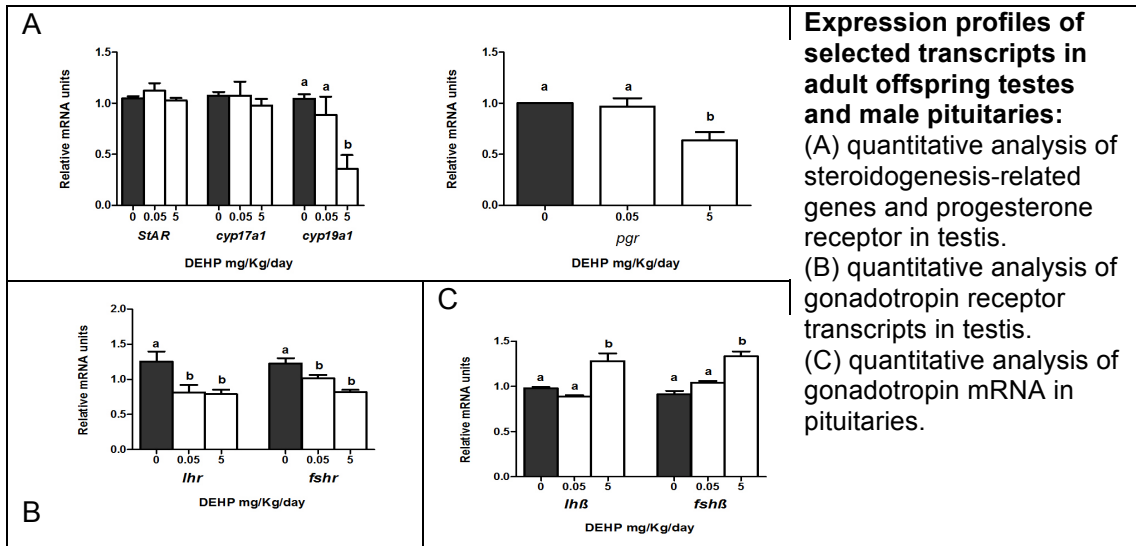 A
Relative mRNA units
1.5
1.0
0.5
0.0
a a
b
0 0.05 5 0 0.05 5 0 0.05 5
StAR cyp17a1 cyp19a1
DEHP mg/Kg/day
Relative mRNA units
1.5
1.0
0.5
0.0
a a
b
0 0.05 5
pgr
DEHP mg/Kg/day
B
Relative mRNA units
2.0
1.5
1.0
0.5
0.0
a b b a b b
0 0.05 5 0 0.05 5
lhr fshr
DEHP mg/Kg/day
C
Relative mRNA units
1.5
1.0
0.5
0.0
a a b a a b
0 0.05 5 0 0.05 5
lhß fshß
DEHP mg/Kg/day
Expression profiles of
selected transcripts in
adult offspring testes
and male pituitaries:
(A) quantitative analysis of
steroidogenesis-related
genes and progesterone
receptor in testis.
(B) quantitative analysis of
gonadotropin receptor
transcripts in testis.
(C) quantitative analysis of
gonadotropin mRNA in
pituitaries.